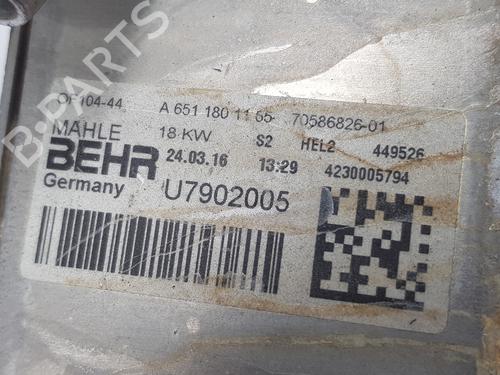 OF104-44 A 651 180 11 65 70586826-01
MAHLE 18 KW S2 HEL2 449526
BEHR 24.03.16 13:29 4230005794
Germany U7902005
B-PARTS